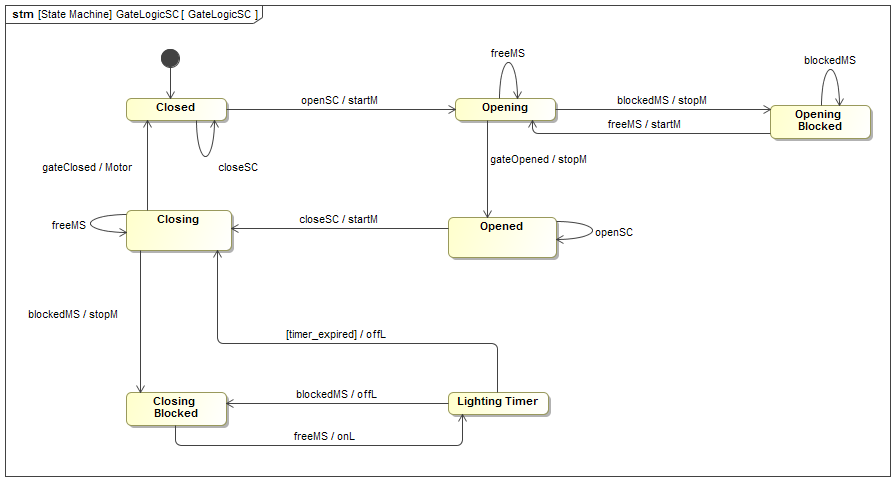 stm [State Machine] GateLogicSC [ GateLogicSC ]
freeMS
blockedMS
Closed
openSC / startM
Opening
blockedMS / stopM
freeMS / startM
Opening
Blocked
gateClosed / Motor
closeSC
gateOpened / stopM
freeMS
Closing
closeSC / startM
Opened
openSC
blockedMS / stopM
[timer_expired] / offL
Closing
Blocked
blockedMS / offL
Lighting Timer
freeMS / onL